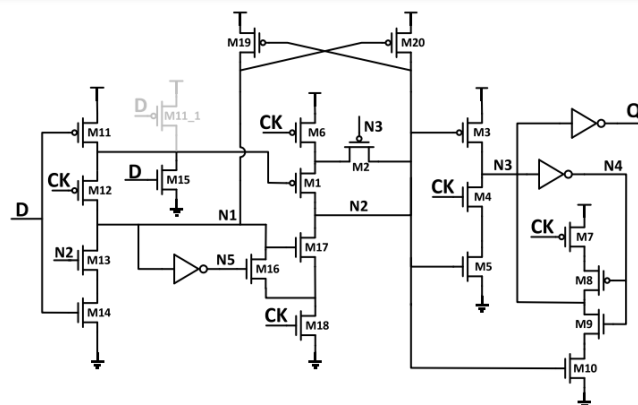 M19 M20
D M11_1
M11 CK M6 N3 M3 Q
CK M12 D M15 M1 M2 N3 N4
CK M4 CK M7
D N1 N2
N2 M13 N5 M16 M17 M5 M8
M14 CK M18 M9
M10